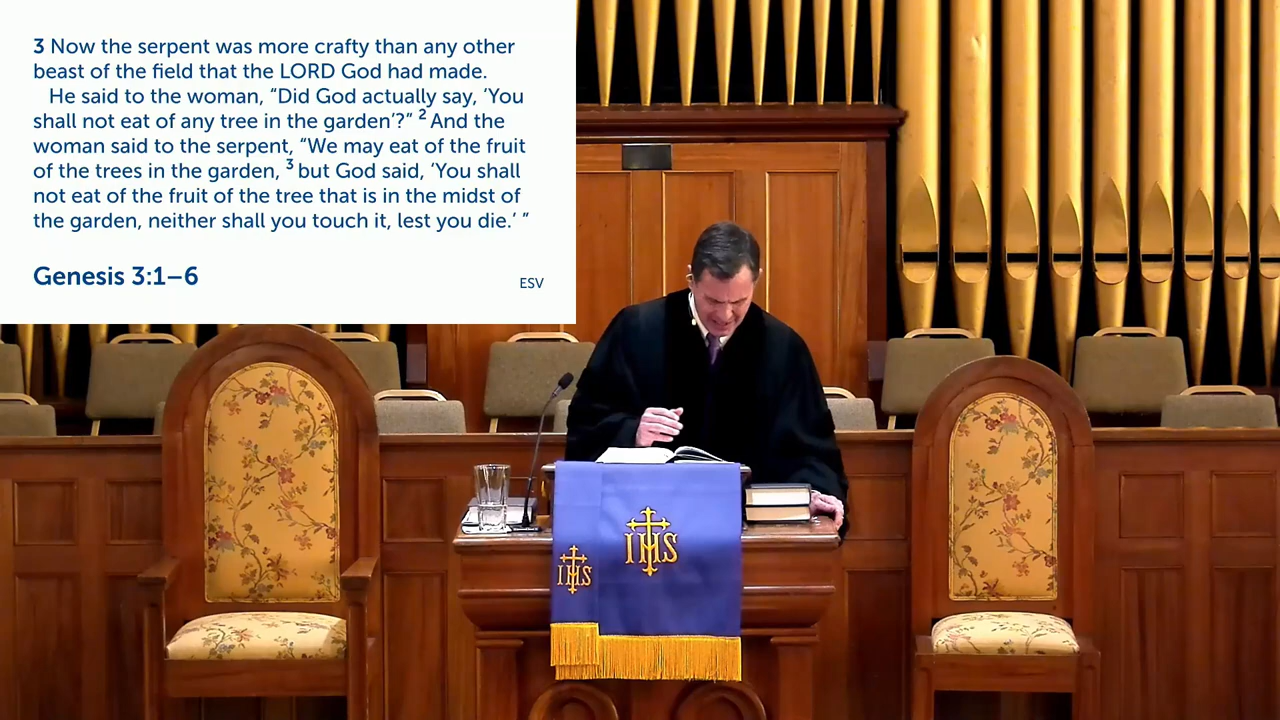 3 Now the serpent was more crafty than any other
beast of the field that the LORD God had made.
He said to the woman, “Did God actually say, ‘You
shall not eat of any tree in the garden’?” 2 And the
woman said to the serpent, “We may eat of the fruit
of the trees in the garden, 3 but God said, ‘You shall
not eat of the fruit of the tree that is in the midst of
the garden, neither shall you touch it, lest you die.’ ”
Genesis 3:1–6
ESV
IHS
IHS